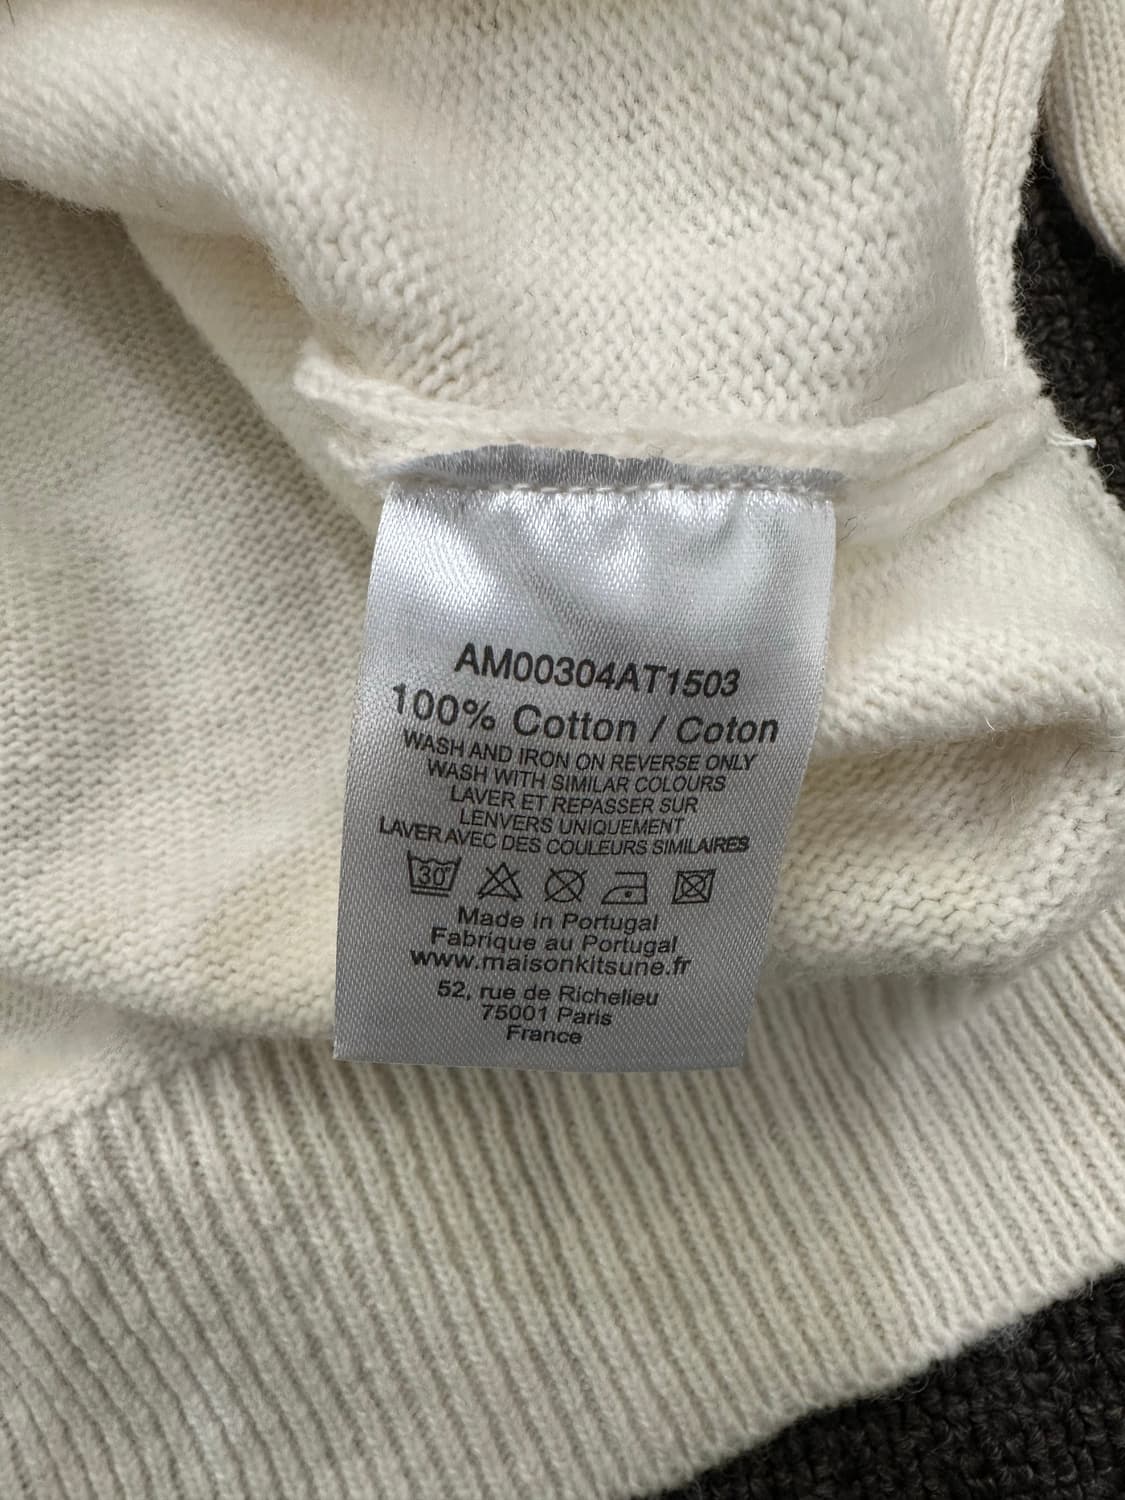 AM00304AT1503
100% Cotton / Coton
WASH AND IRON ON REVERSE ONLY
WASH WITH SIMILAR COLOURS
LAVER ET REPASSER SUR
LENVERS UNIQUEMENT
LAVER AVEC DES COULEURS SIMILAIRES
30°
Made in Portugal
Fabrique au Portugal
www.maisonkitsune.fr
52, rue de Richelieu
75001 Paris
France